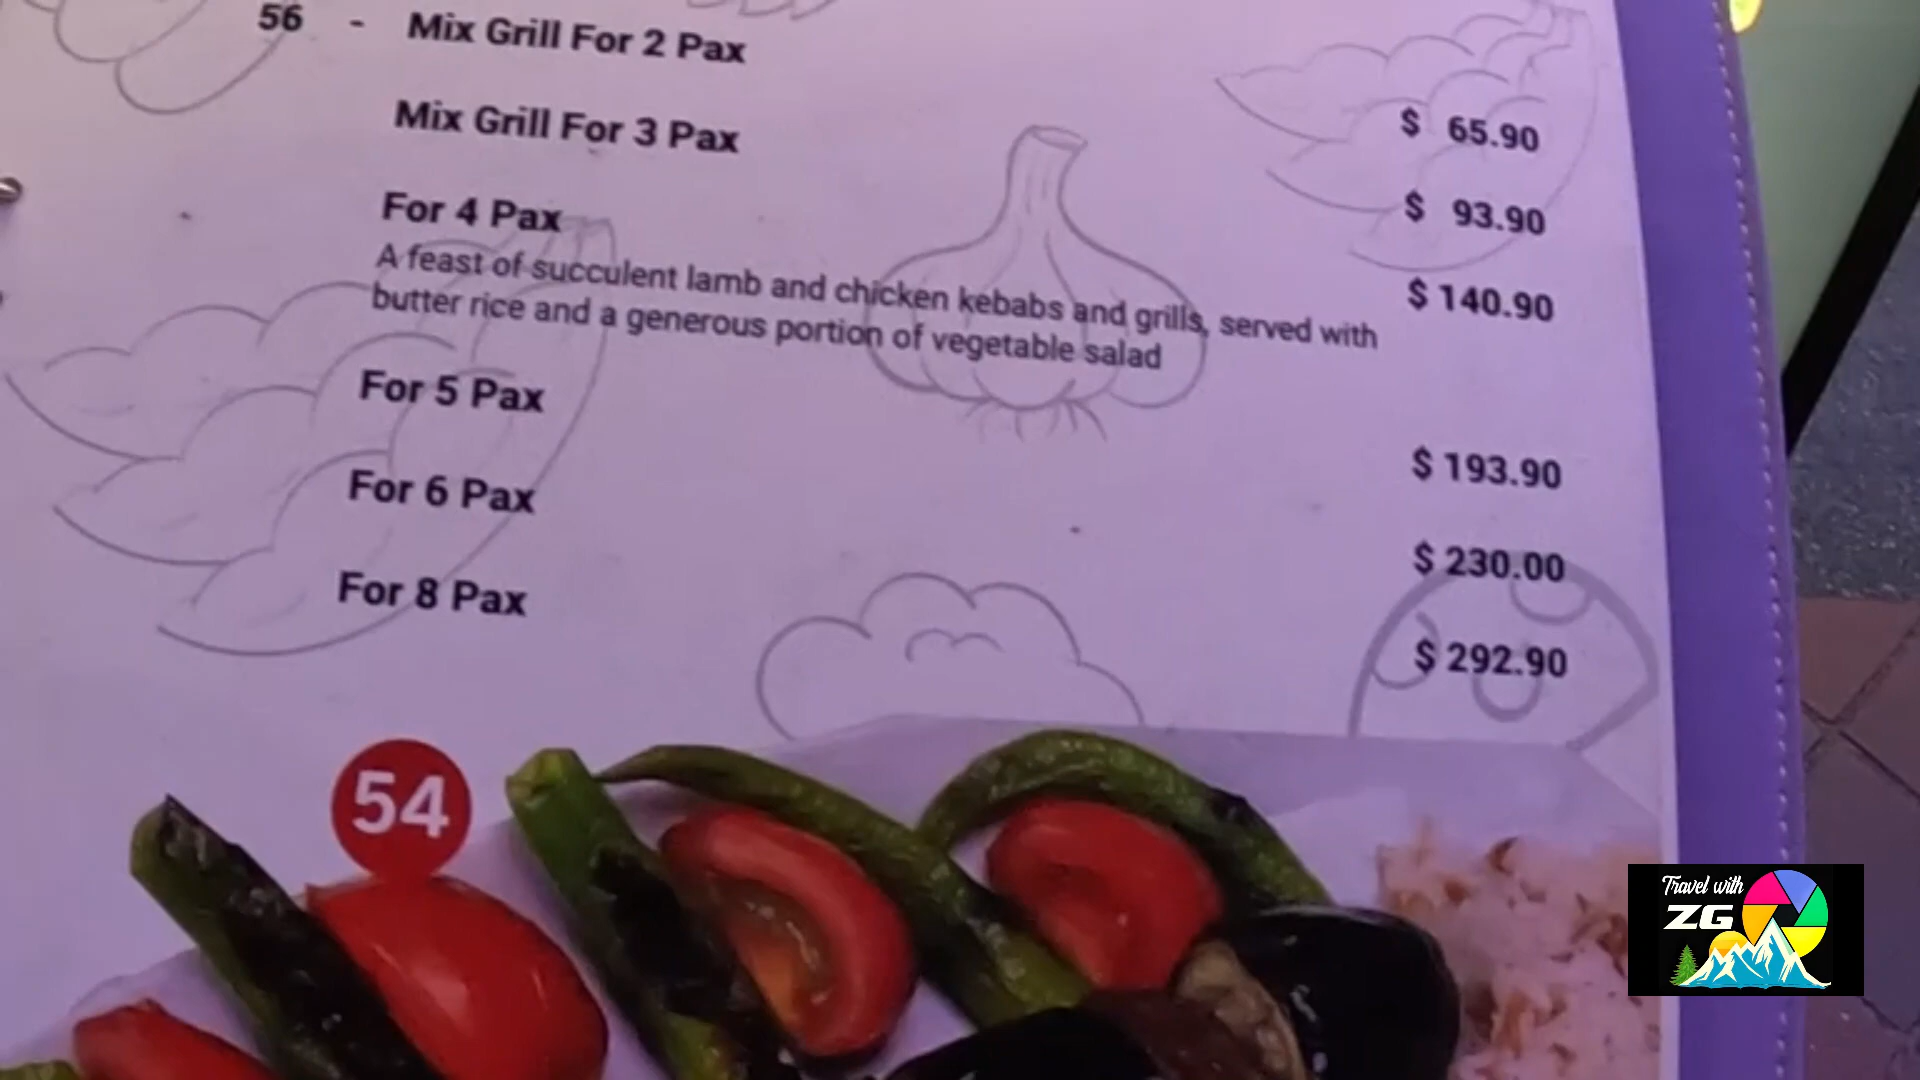 56 - Mix Grill For 2 Pax $ 65.90
Mix Grill For 3 Pax $ 93.90
For 4 Pax $ 140.90
A feast of succulent lamb and chicken kebabs and grills, served with
butter rice and a generous portion of vegetable salad
For 5 Pax $ 193.90
For 6 Pax $ 230.00
For 8 Pax $ 292.90
54
Travel with
ZG